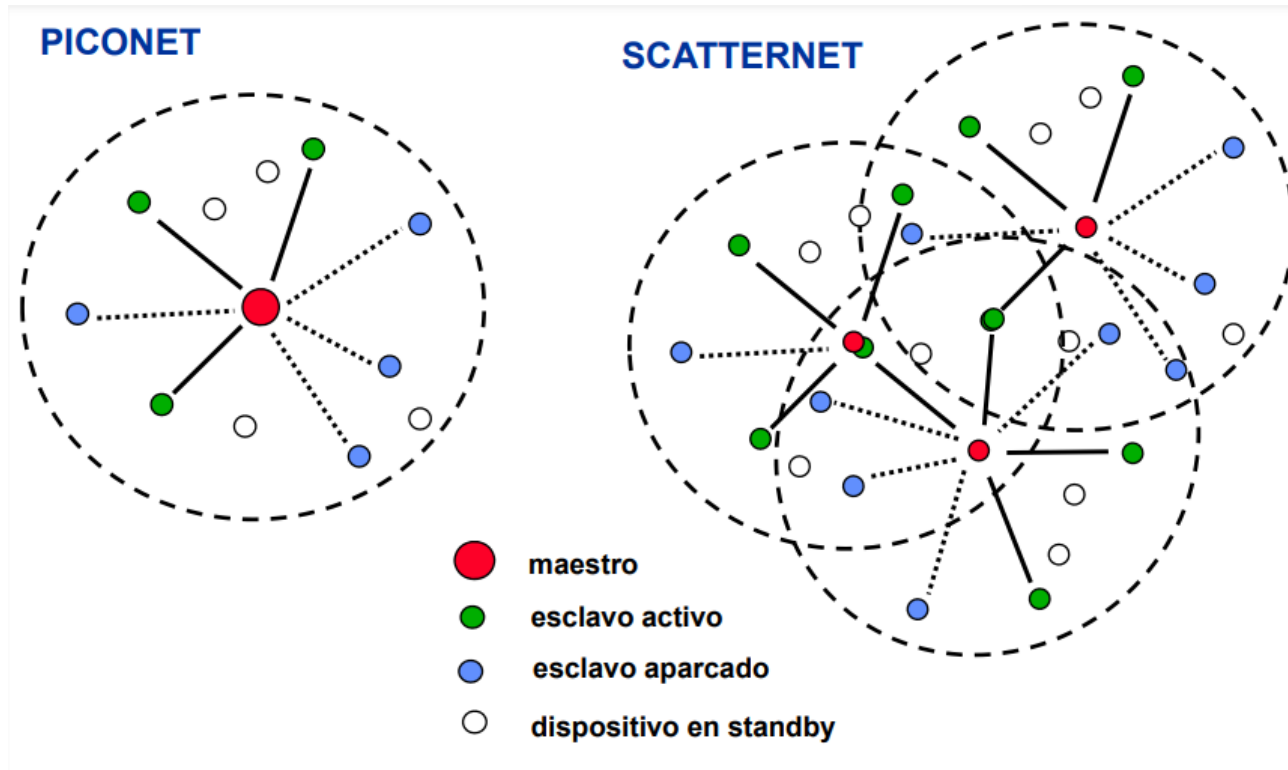 PICONET
SCATTERNET
maestro
esclavo activo
esclavo aparcado
dispositivo en standby